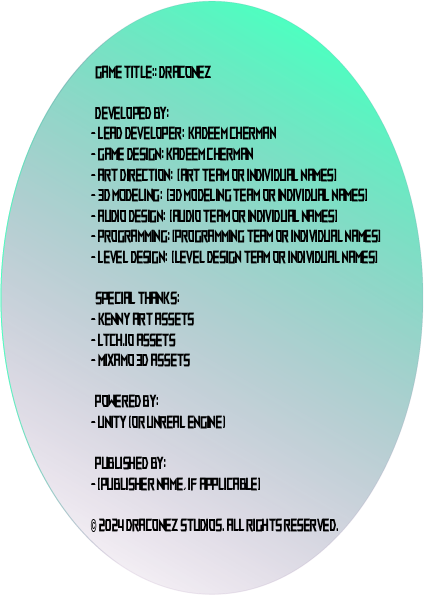 GAME TITLE:: DRACONEZ
DEVELOPED BY:
- LEAD DEVELOPER: KADEEM CHERMAN
- GAME DESIGN: KADEEM CHERMAN
- ART DIRECTION: [ART TEAM OR INDIVIDUAL NAMES]
- 3D MODELING: [3D MODELING TEAM OR INDIVIDUAL NAMES]
- AUDIO DESIGN: [AUDIO TEAM OR INDIVIDUAL NAMES]
- PROGRAMMING: [PROGRAMMING TEAM OR INDIVIDUAL NAMES]
- LEVEL DESIGN: [LEVEL DESIGN TEAM OR INDIVIDUAL NAMES]
SPECIAL THANKS:
- KENNY ART ASSETS
- LTCH.IO ASSETS
- MIXAMO 3D ASSETS
POWERED BY:
- UNITY (OR UNREAL ENGINE)
PUBLISHED BY:
- [PUBLISHER NAME, IF APPLICABLE]
© 2024 DRACONEZ STUDIOS. ALL RIGHTS RESERVED.